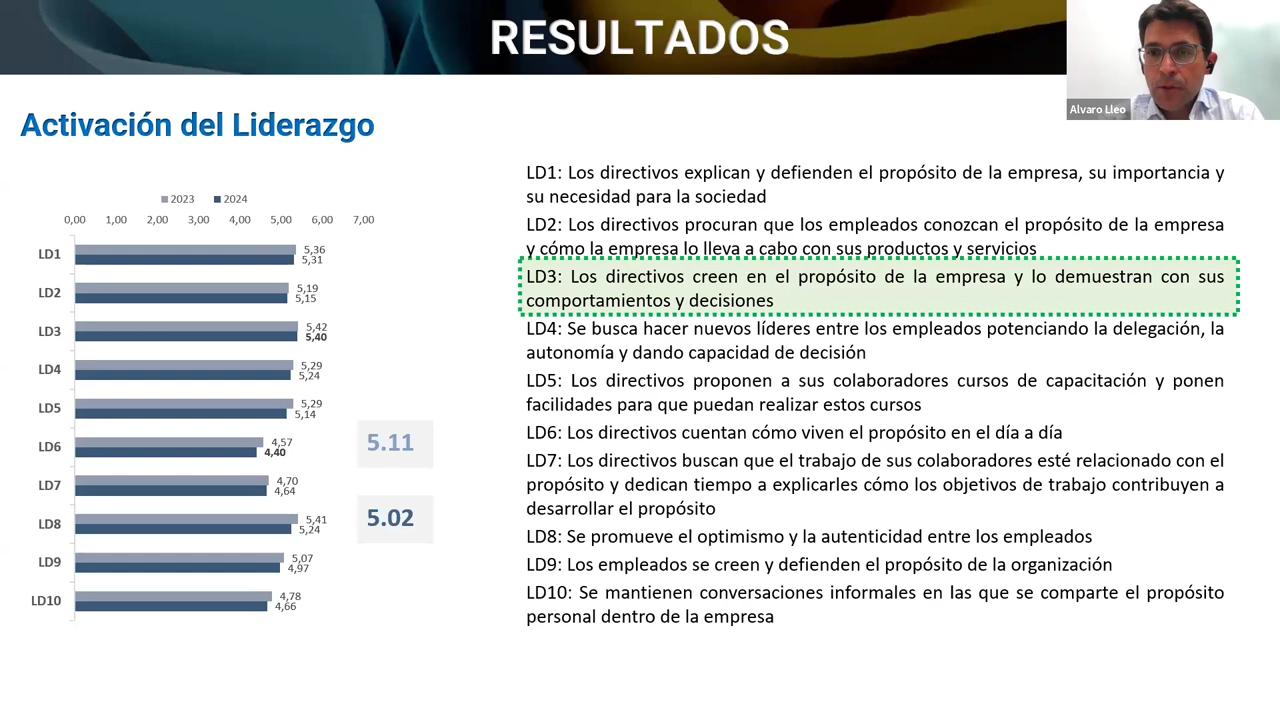 RESULTADOS
Alvaro Lleo
Activación del Liderazgo
2023 2024
0,00 1,00 2,00 3,00 4,00 5,00 6,00 7,00
LD1 5,36 5,31
LD2 5,19 5,15
LD3 5,42 5,40
LD4 5,29 5,24
LD5 5,29 5,14
LD6 4,57 4,40
LD7 4,70 4,64
LD8 5,41 5,24
LD9 5,07 4,97
LD10 4,78 4,66
5.11
5.02
LD1: Los directivos explican y defienden el propósito de la empresa, su importancia y
su necesidad para la sociedad
LD2: Los directivos procuran que los empleados conozcan el propósito de la empresa
y cómo la empresa lo lleva a cabo con sus productos y servicios
LD3: Los directivos creen en el propósito de la empresa y lo demuestran con sus
comportamientos y decisiones
LD4: Se busca hacer nuevos líderes entre los empleados potenciando la delegación, la
autonomía y dando capacidad de decisión
LD5: Los directivos proponen a sus colaboradores cursos de capacitación y ponen
facilidades para que puedan realizar estos cursos
LD6: Los directivos cuentan cómo viven el propósito en el día a día
LD7: Los directivos buscan que el trabajo de sus colaboradores esté relacionado con el
propósito y dedican tiempo a explicarles cómo los objetivos de trabajo contribuyen a
desarrollar el propósito
LD8: Se promueve el optimismo y la autenticidad entre los empleados
LD9: Los empleados se creen y defienden el propósito de la organización
LD10: Se mantienen conversaciones informales en las que se comparte el propósito
personal dentro de la empresa